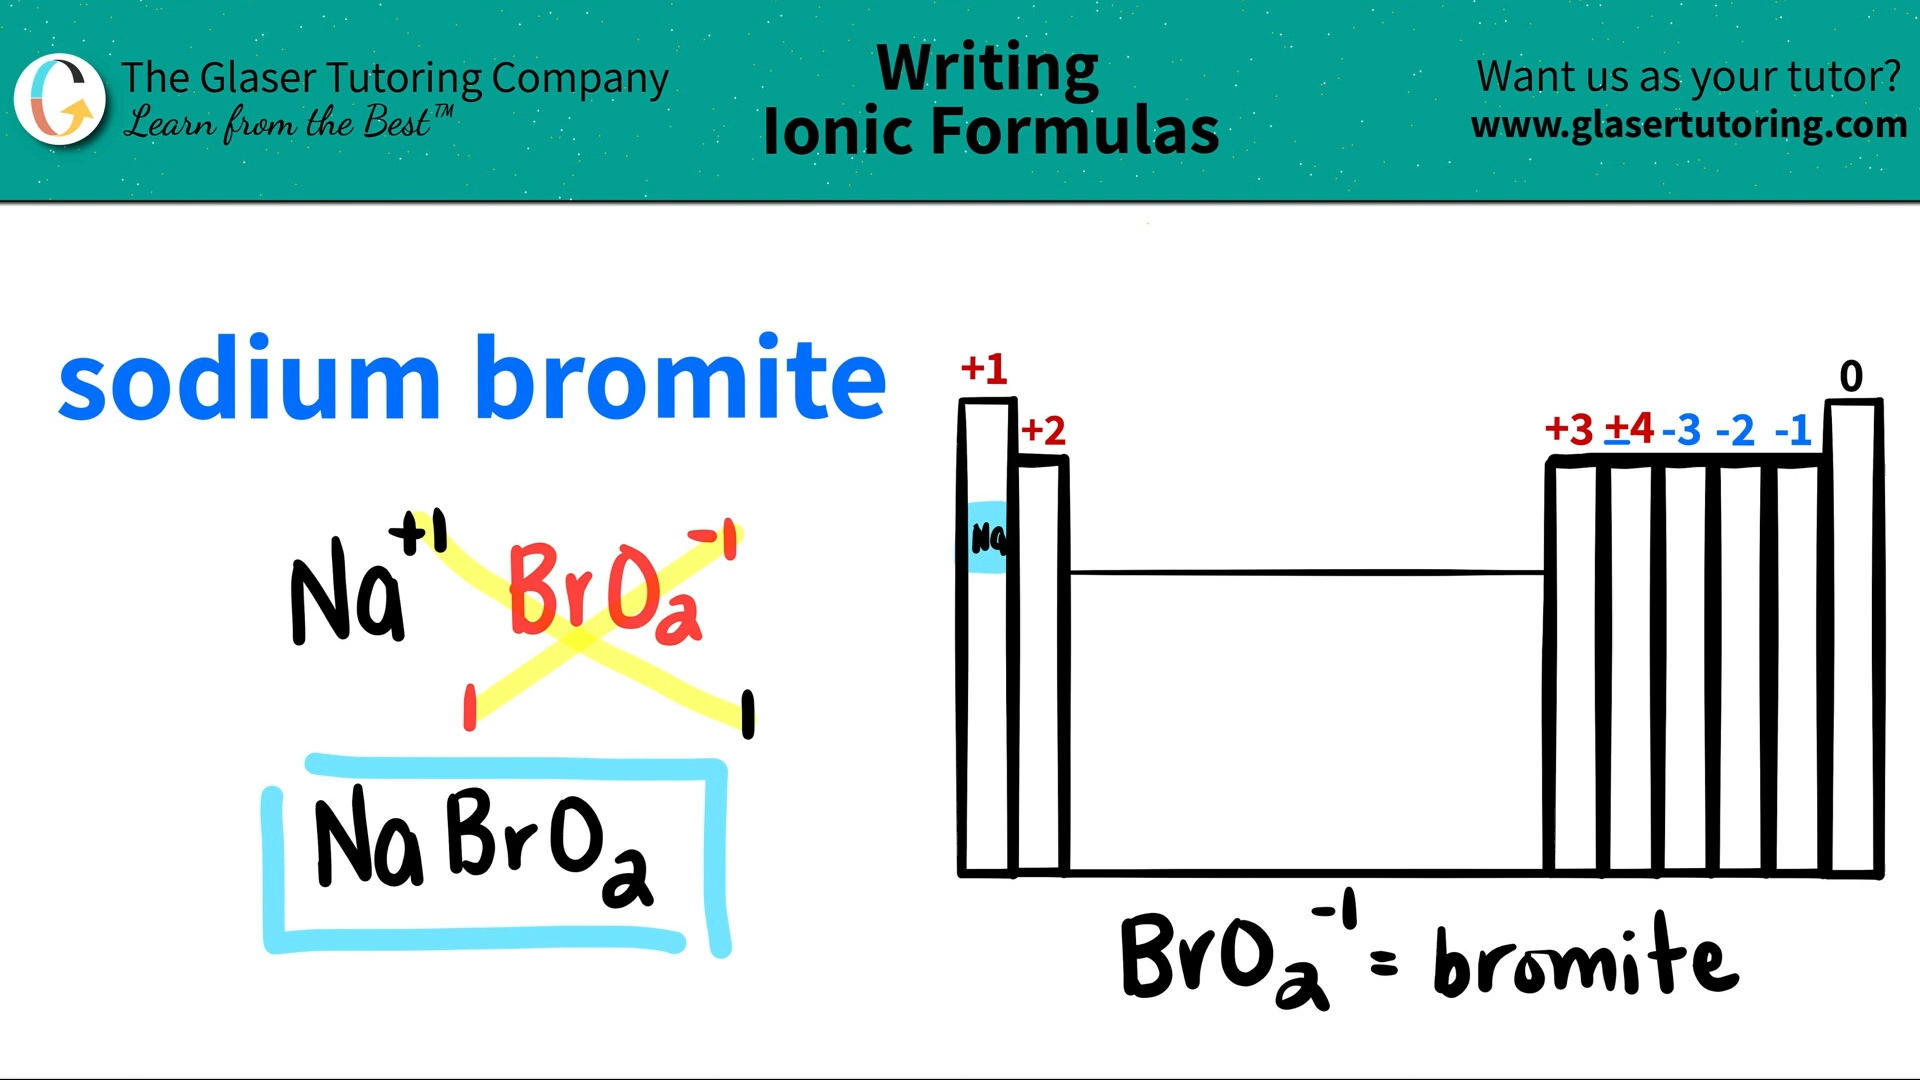 The Glaser Tutoring Company
Learn from the Best™
Writing
Ionic Formulas
Want us as your tutor?
www.glasertutoring.com
sodium bromite
Na⁺¹ BrO₂⁻¹
1 1
NaBrO₂
+1
+2
+3 ±4 -3 -2 -1
0
Na
BrO₂⁻¹ = bromite